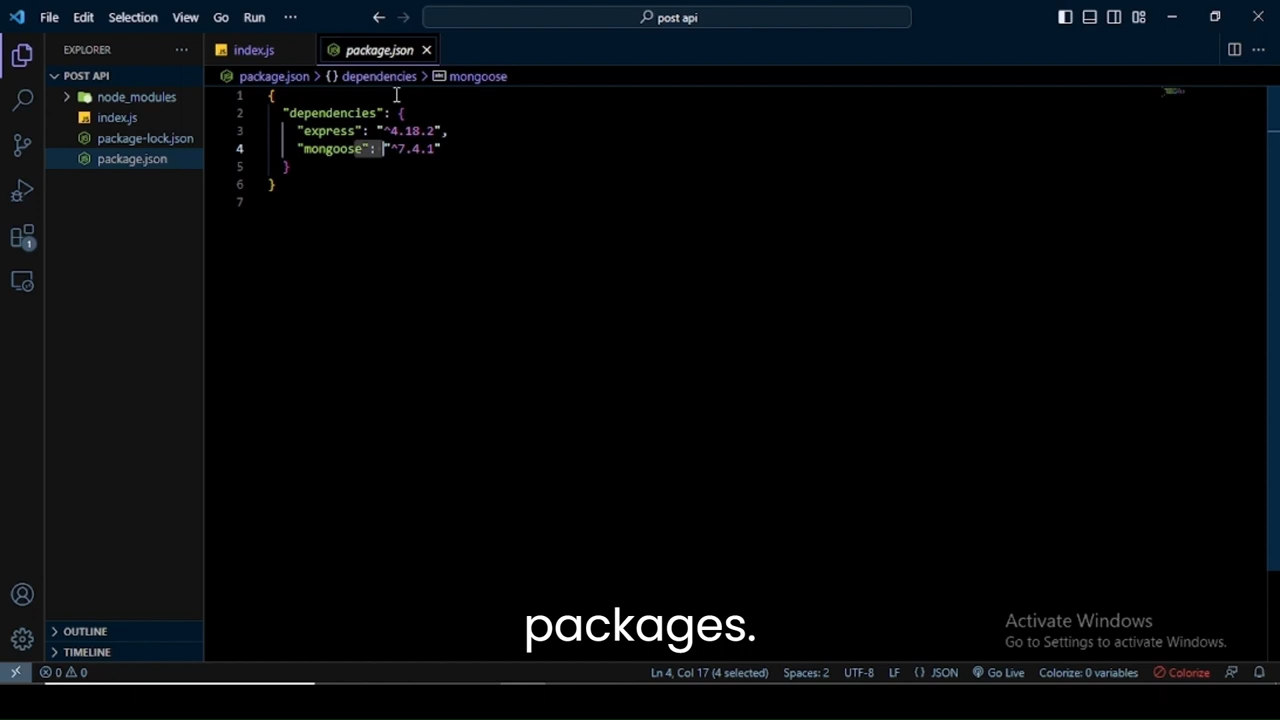 File Edit Selection View Go Run ···
post api
EXPLORER
index.js
package.json
POST API
package.json > {} dependencies > mongoose
node_modules
index.js
package-lock.json
package.json
1 {
2 "dependencies": {
3 "express": "^4.18.2",
4 "mongoose": "^7.4.1"
5 }
6 }
7
1
packages.
Activate Windows
Go to Settings to activate Windows.
OUTLINE
TIMELINE
0 0
Ln 4, Col 17 (4 selected)
Spaces: 2
UTF-8
LF
{} JSON
Go Live
Colorize: 0 variables
Colorize